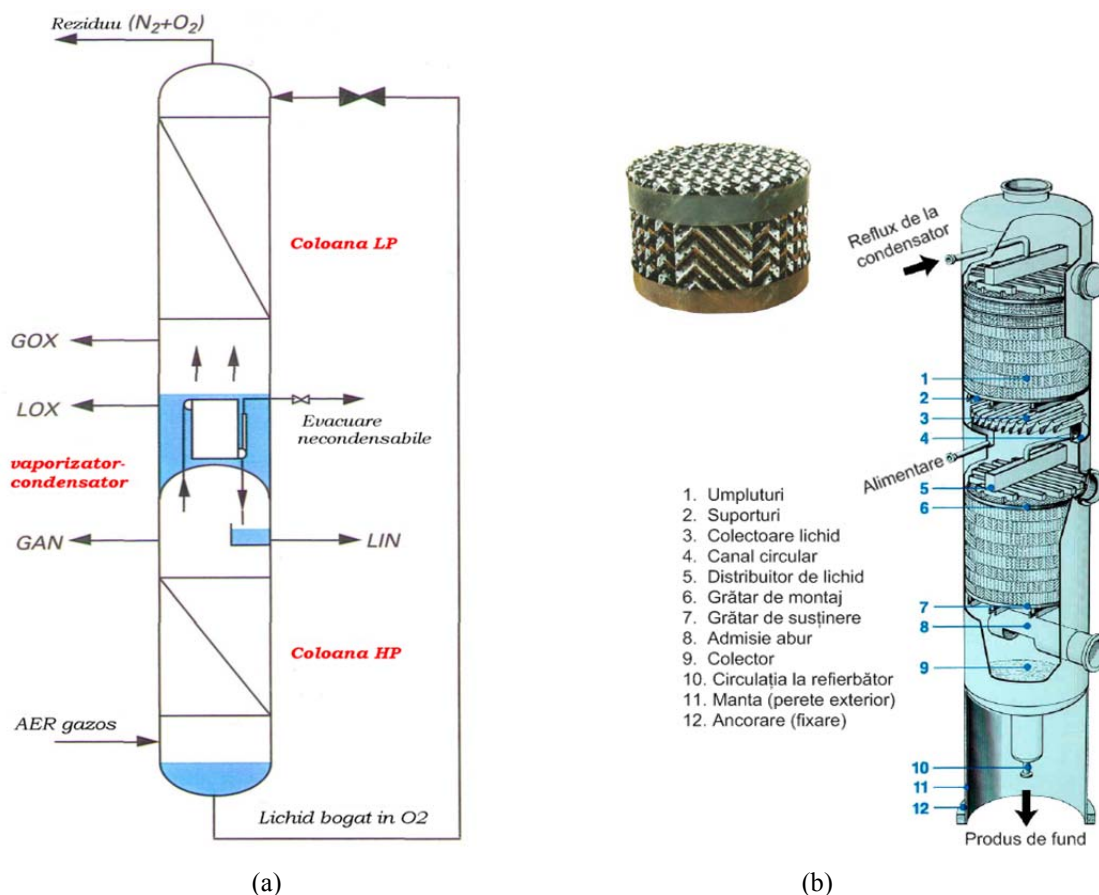 Reziduu (N2+O2)
Coloana LP
GOX
LOX
Evacuare
necondensabile
vaporizator-
condensator
GAN
LIN
Coloana HP
AER gazos
Lichid bogat in O2
(a)
Reflux de la
condensator
1
2
3
4
Alimentare
5
6
7
8
9
10
11
12
Produs de fund
1. Umpluturi
2. Suporturi
3. Colectoare lichid
4. Canal circular
5. Distribuitor de lichid
6. Grătar de montaj
7. Grătar de susținere
8. Admisie abur
9. Colector
10. Circulația la refierbător
11. Manta (perete exterior)
12. Ancorare (fixare)
(b)